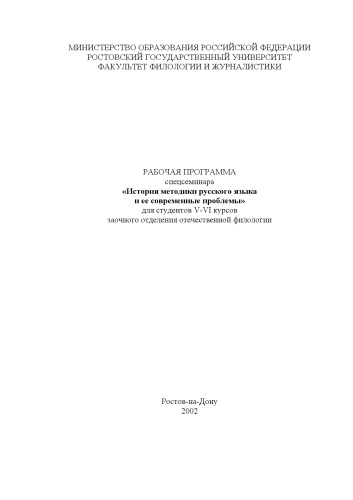 МИНИСТЕРСТВО ОБРАЗОВАНИЯ РОССИЙСКОЙ ФЕДЕРАЦИИ
РОСТОВСКИЙ ГОСУДАРСТВЕННЫЙ УНИВЕРСИТЕТ
ФАКУЛЬТЕТ ФИЛОЛОГИИ И ЖУРНАЛИСТИКИ
РАБОЧАЯ ПРОГРАММА
спецсеминара
«История методики русского языка
и ее современные проблемы»
для студентов V-VI курсов
заочного отделения отечественной филологии
Ростов-на-Дону
2002